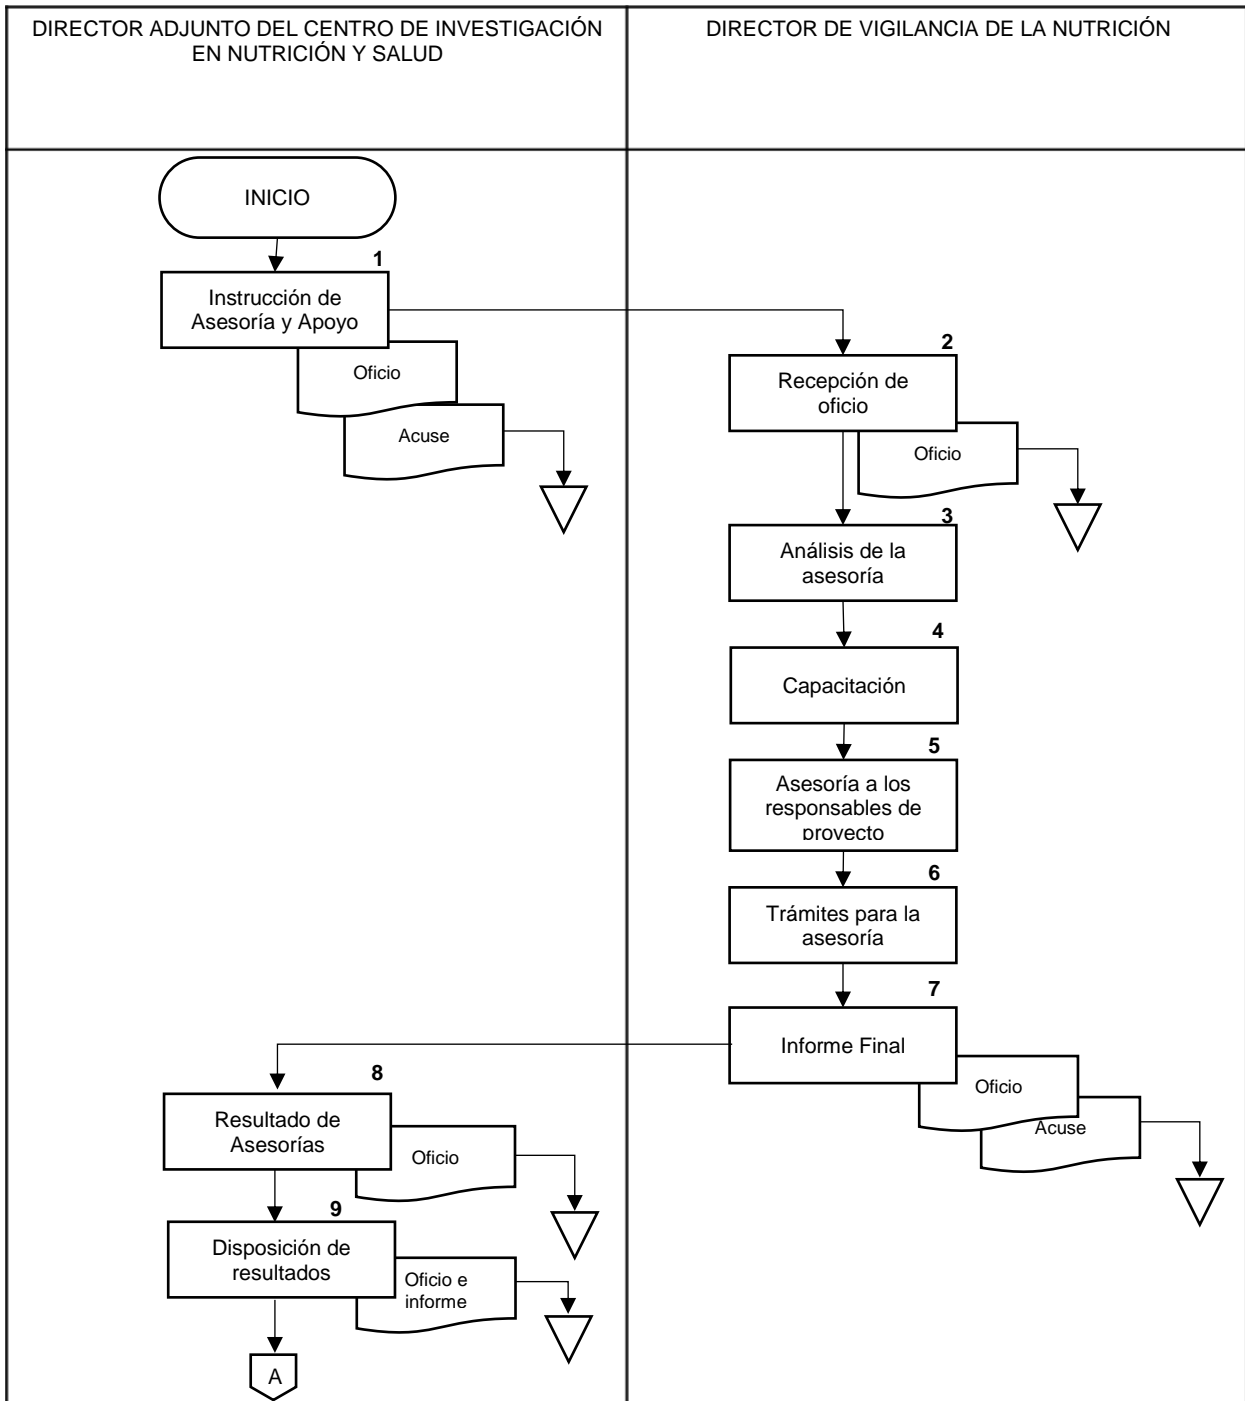 DIRECTOR ADJUNTO DEL CENTRO DE INVESTIGACIÓN
EN NUTRICIÓN Y SALUD
DIRECTOR DE VIGILANCIA DE LA NUTRICIÓN
INICIO
1
Instrucción de
Asesoría y Apoyo
Oficio
Acuse
2
Recepción de
oficio
Oficio
3
Análisis de la
asesoría
4
Capacitación
5
Asesoría a los
responsables de
proyecto
6
Trámites para la
asesoría
7
Informe Final
Oficio
Acuse
8
Resultado de
Asesorías
Oficio
9
Disposición de
resultados
Oficio e
informe
A